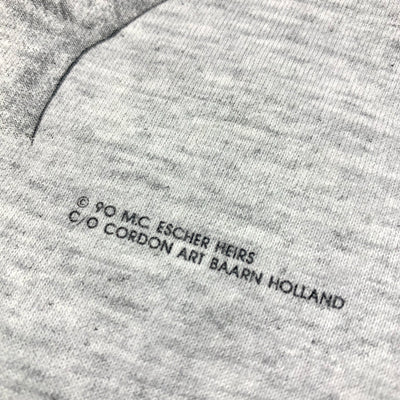 © 90 M.C. ESCHER HEIRS
C/O CORDON ART BAARN HOLLAND